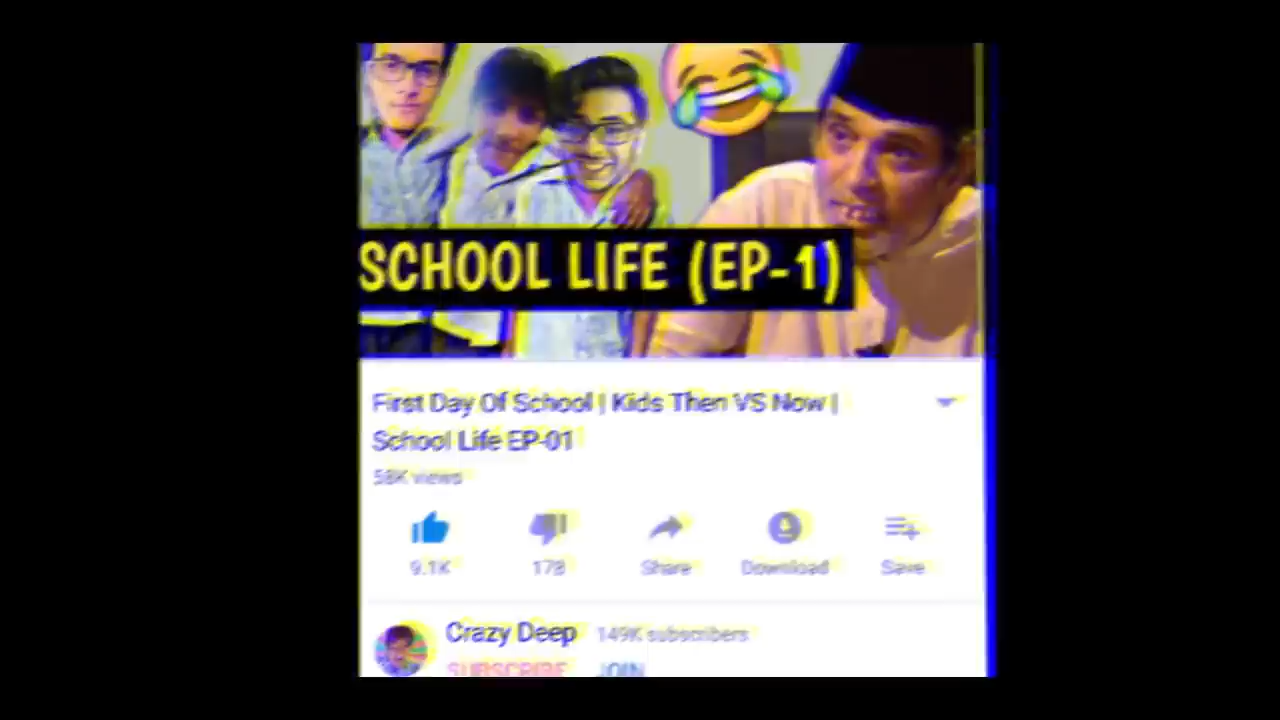 SCHOOL LIFE (EP-1)
First Day Of School | Kids Then VS Now |
School Life EP-01
58K views
9.1K 178 Share Download Save
Crazy Deep 149K subscribers
SUBSCRIBE JOIN